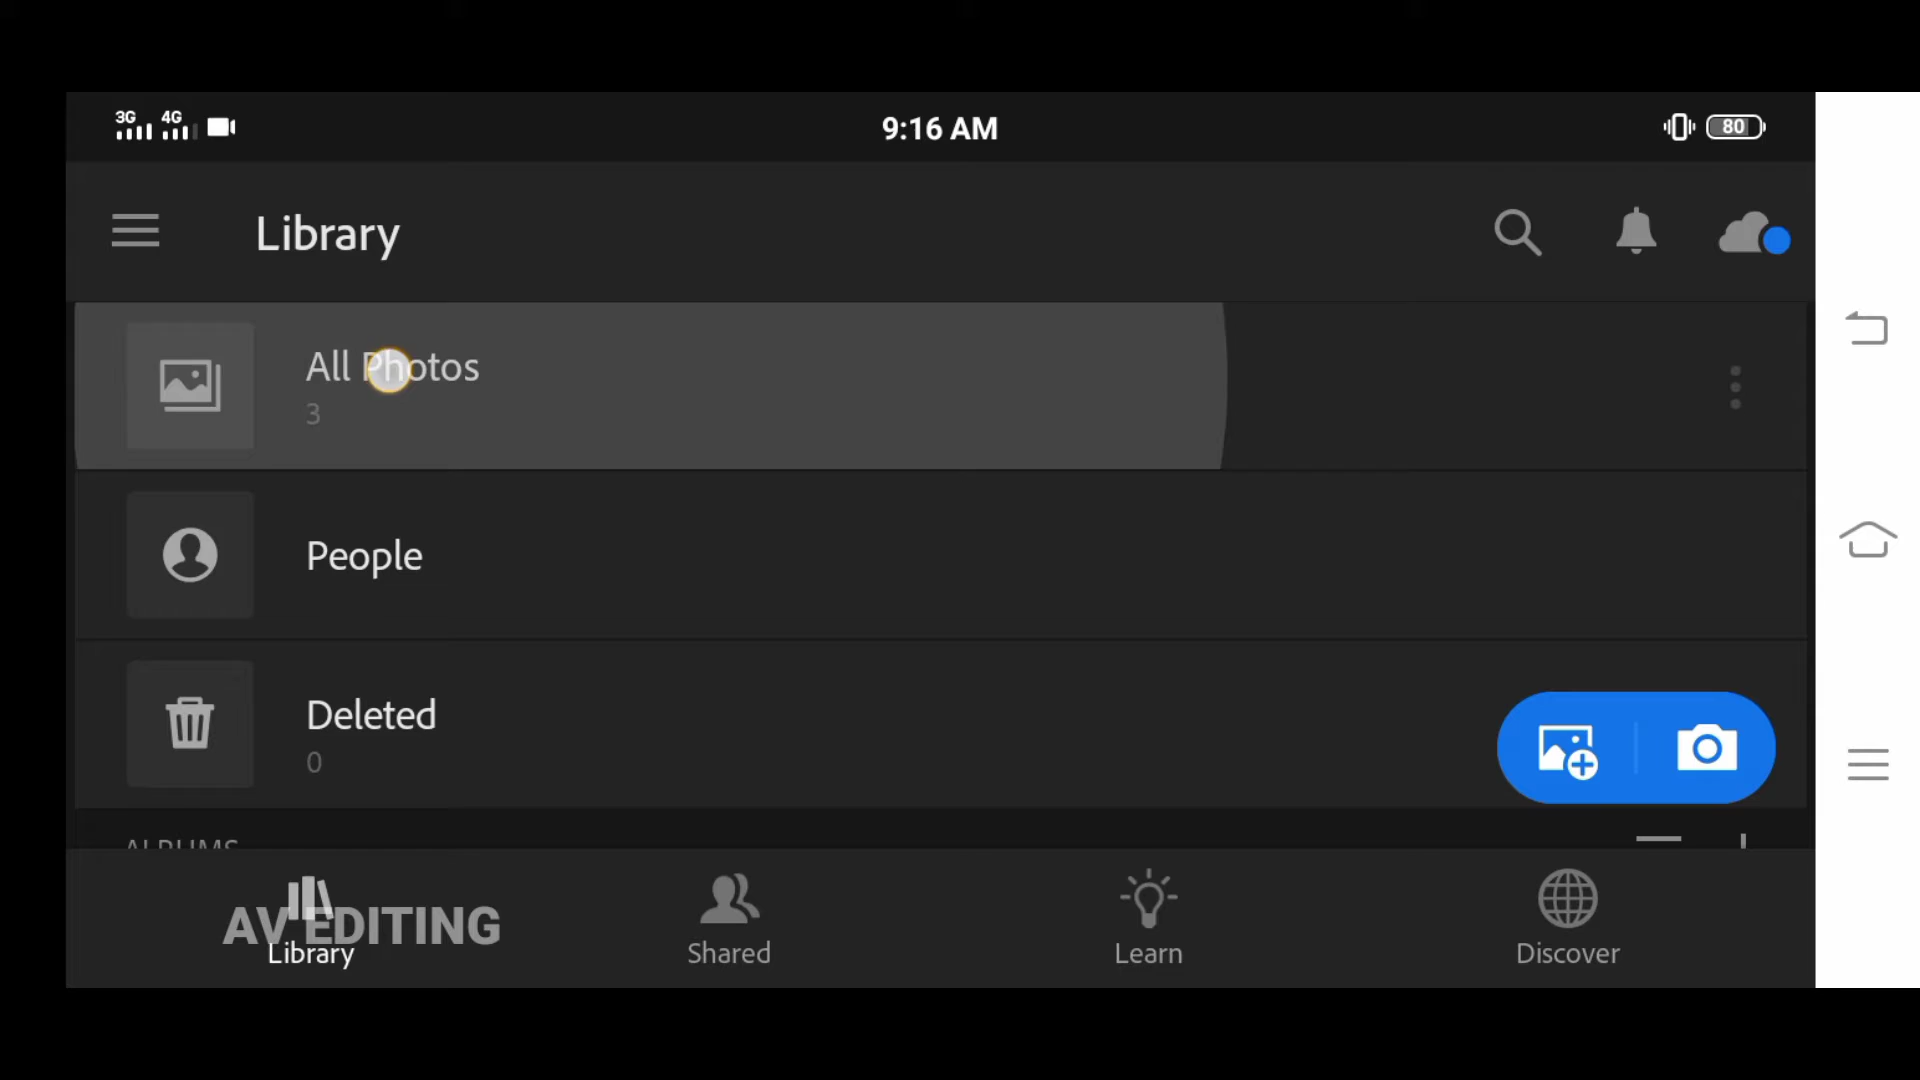 3G 4G
9:16 AM
80
Library
All Photos
3
People
Deleted
0
ALBUMS
AV EDITING
Library
Shared
Learn
Discover